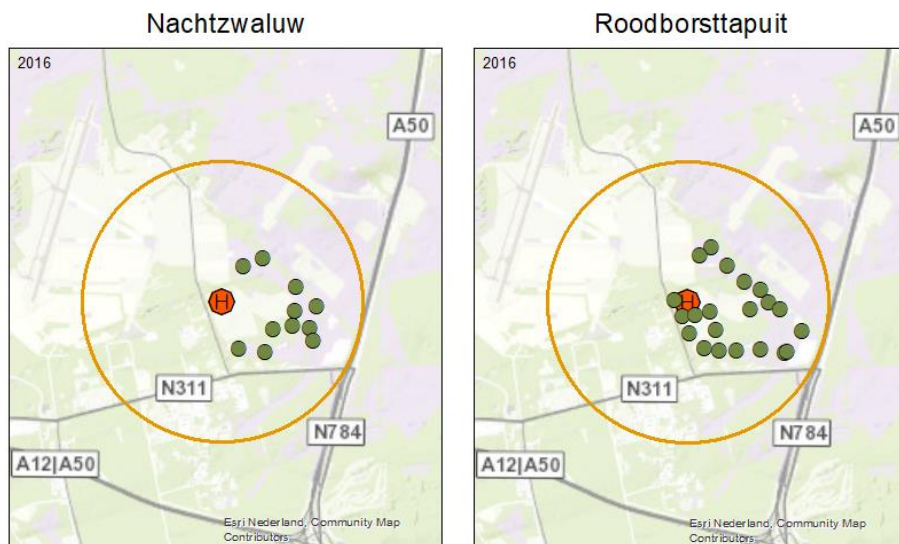 Nachtzwaluw
2016
A50
H
N311
N784
A12|A50
Esri Nederland, Community Map
Contributors
Roodborsttapuit
2016
A50
H
N311
N784
A12|A50
Esri Nederland, Community Map
Contributors